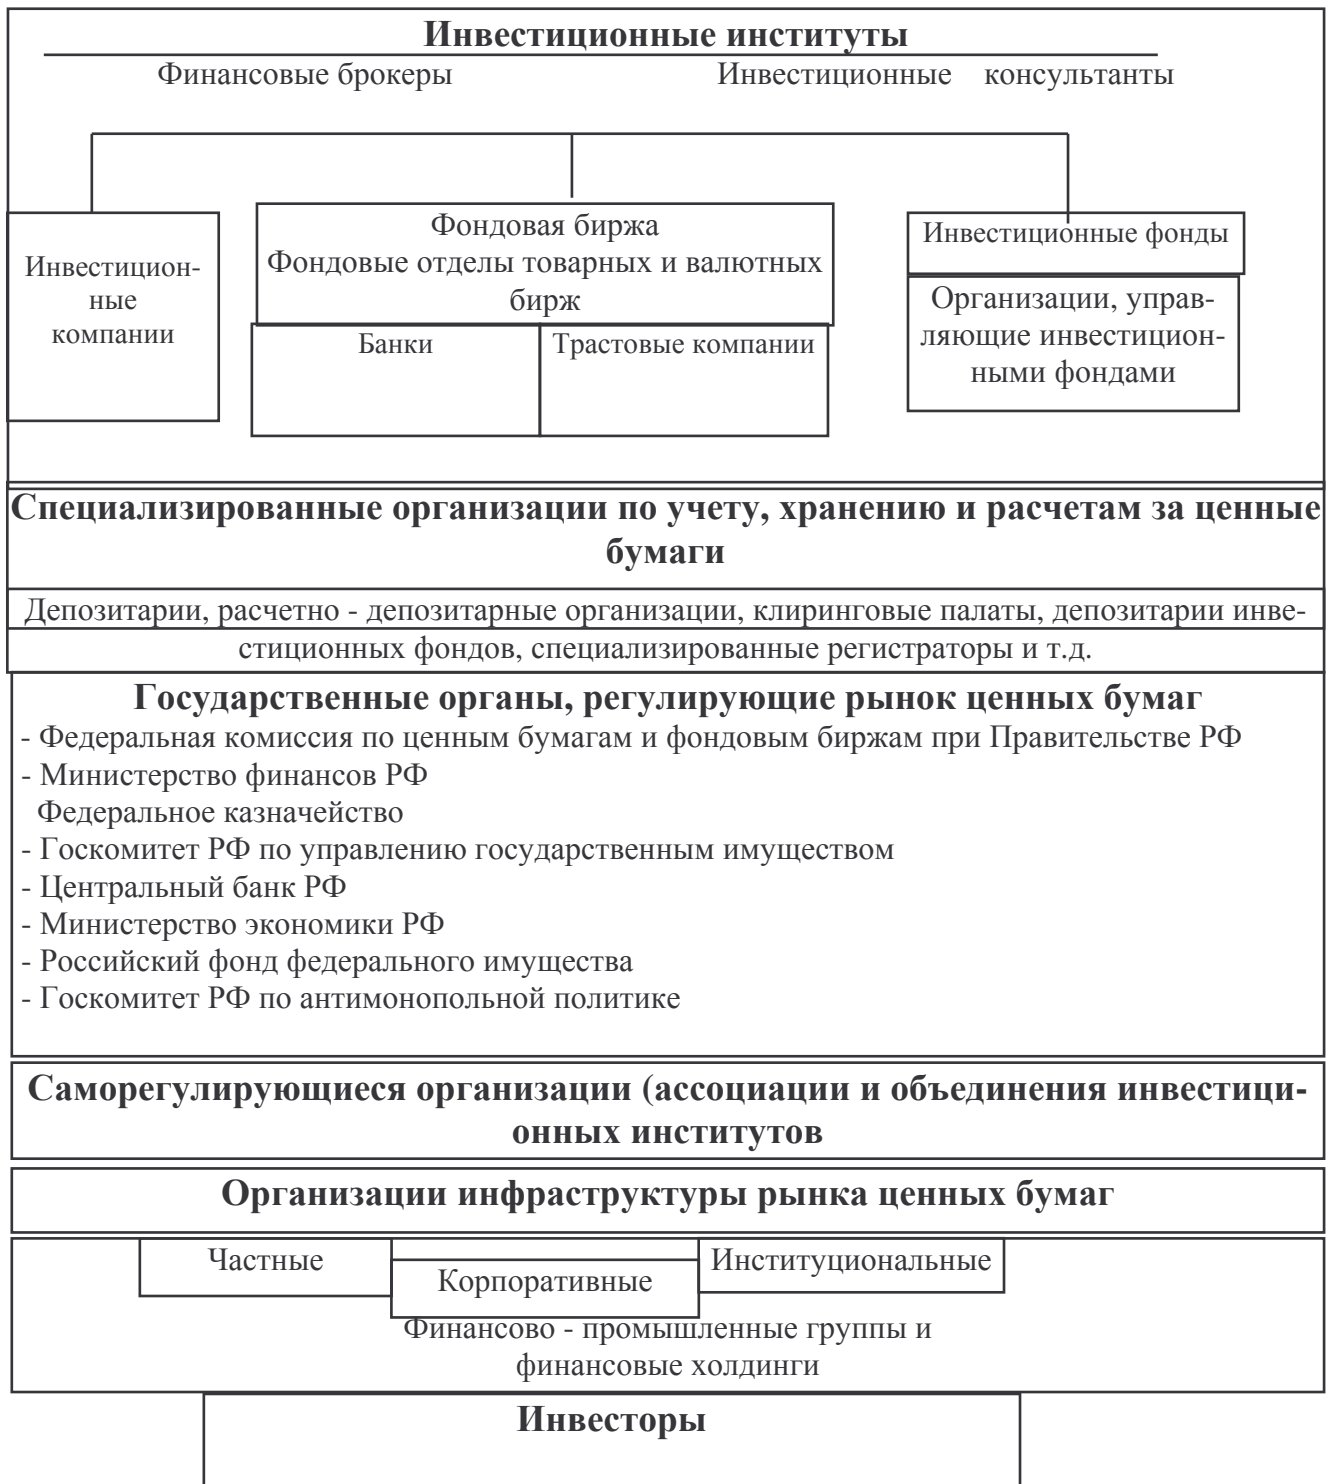 Инвестиционные институты
Финансовые брокеры Инвестиционные консультанты
Инвестицион-
ные
компании
Фондовая биржа
Фондовые отделы товарных и валютных
бирж
Банки
Трастовые компании
Инвестиционные фонды
Организации, управ-
ляющие инвестицион-
ными фондами
Специализированные организации по учету, хранению и расчетам за ценные
бумаги
Депозитарии, расчетно - депозитарные организации, клиринговые палаты, депозитарии инве-
стиционных фондов, специализированные регистраторы и т.д.
Государственные органы, регулирующие рынок ценных бумаг
- Федеральная комиссия по ценным бумагам и фондовым биржам при Правительстве РФ
- Министерство финансов РФ
Федеральное казначейство
- Госкомитет РФ по управлению государственным имуществом
- Центральный банк РФ
- Министерство экономики РФ
- Российский фонд федерального имущества
- Госкомитет РФ по антимонопольной политике
Саморегулирующиеся организации (ассоциации и объединения инвестици-
онных институтов
Организации инфраструктуры рынка ценных бумаг
Частные
Корпоративные
Институциональные
Финансово - промышленные группы и
финансовые холдинги
Инвесторы